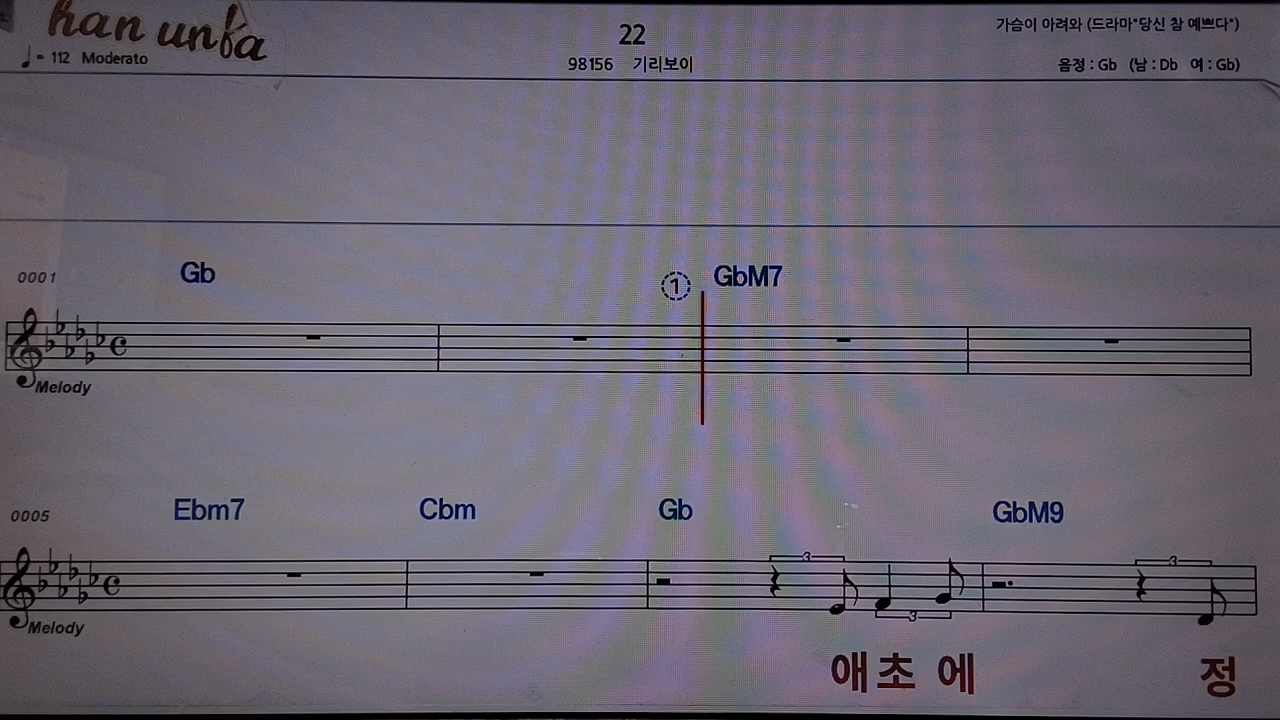 han unfa
22
가슴이 아려와 (드라마"당신 참 예쁘다")
♩= 112 Moderato
98156 기리보이
음정 : Gb (남 : Db 여 : Gb)
0001 Gb ① GbM7
Melody
0005 Ebm7 Cbm Gb GbM9
3 3 3
Melody
애초 에 정